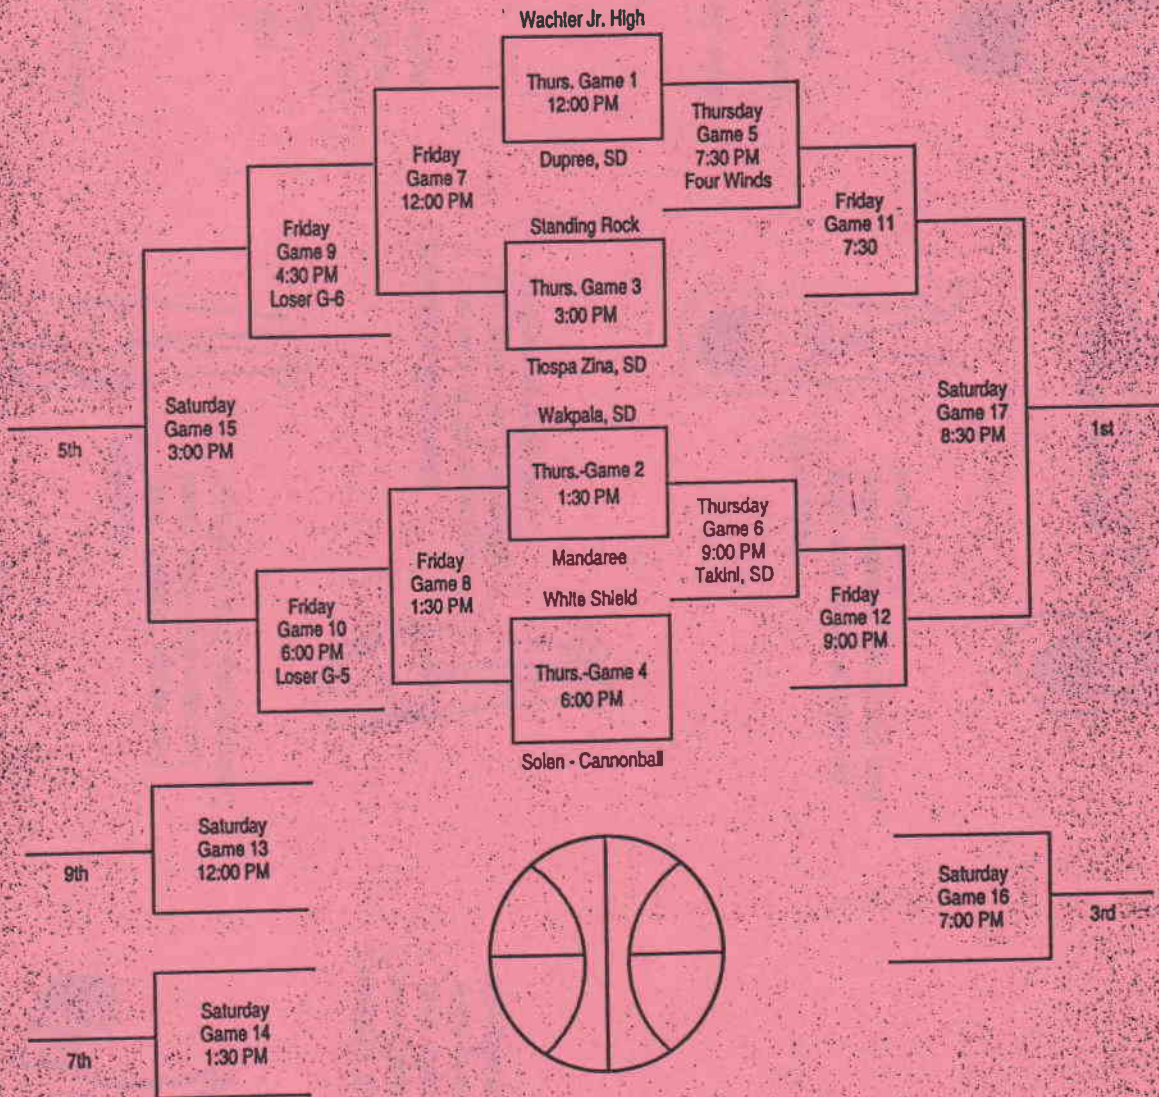 Wachter Jr. High
Thurs. Game 1
12:00 PM
Dupree, SD
Thursday
Game 5
7:30 PM
Four Winds
Friday
Game 7
12:00 PM
Friday
Game 9
4:30 PM
Loser G-6
Standing Rock
Thurs. Game 3
3:00 PM
Tiospa Zina, SD
Friday
Game 11
7:30
Saturday
Game 15
3:00 PM
5th
Saturday
Game 17
8:30 PM
1st
Wakpala, SD
Thurs.-Game 2
1:30 PM
Mandaree
Thursday
Game 6
9:00 PM
Takini, SD
Friday
Game 8
1:30 PM
White Shield
Thurs.-Game 4
6:00 PM
Solen - Cannonball
Friday
Game 10
6:00 PM
Loser G-5
Friday
Game 12
9:00 PM
Saturday
Game 13
12:00 PM
9th
Saturday
Game 16
7:00 PM
3rd
Saturday
Game 14
1:30 PM
7th